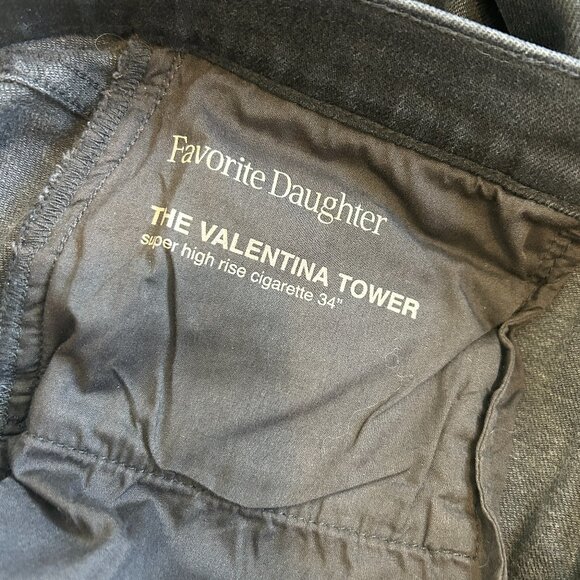 Favorite Daughter
THE VALENTINA TOWER
super high rise cigarette 34"